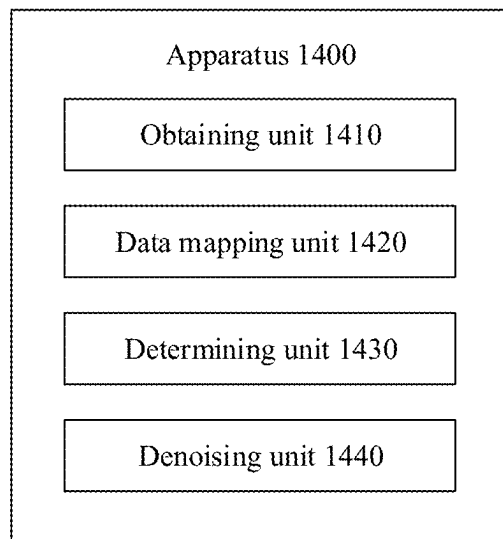 Apparatus 1400
Obtaining unit 1410
Data mapping unit 1420
Determining unit 1430
Denoising unit 1440